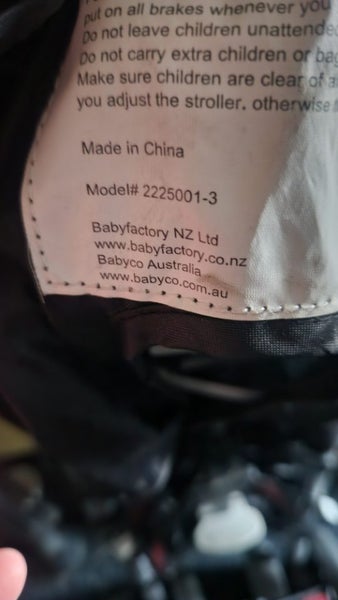 put on all brakes whenever you
Do not leave children unattended
Do not carry extra children or
Make sure children are clear of
you adjust the stroller. otherwise
Made in China
Model# 2225001-3
Babyfactory NZ Ltd
www.babyfactory.co.nz
Babyco Australia
www.babyco.com.au